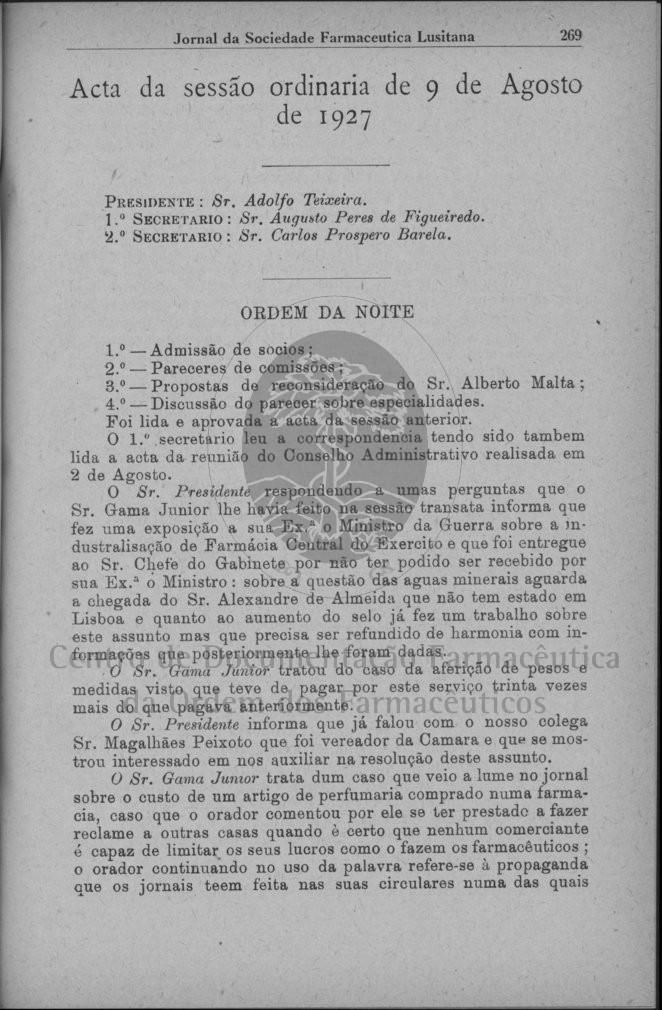 Jornal da Sociedade Farmaceutica Lusitana 269
Acta da sessão ordinaria de 9 de Agosto
de 1927
PRESIDENTE : Sr. Adolfo Teixeira.
1.º SECRETARIO : Sr. Augusto Peres de Figueiredo.
2.º SECRETARIO : Sr. Carlos Prospero Barela.
ORDEM DA NOITE
1.º — Admissão de socios ;
2.º — Pareceres de comissões ;
3.º — Propostas de reconsideração do Sr. Alberto Malta ;
4.º — Discussão do parecer sobre especialidades.
Foi lida e aprovada a acta da sessão anterior.
O 1.º secretario leu a correspondencia tendo sido tambem
lida a acta da reunião do Conselho Administrativo realisada em
2 de Agosto.
O Sr. Presidente respondendo a umas perguntas que o
Sr. Gama Junior lhe havia feito na sessão transata informa que
fez uma exposição a sua Ex.ª o Ministro da Guerra sobre a in-
dustralisação de Farmácia Central do Exercito e que foi entregue
ao Sr. Chefe do Gabinete por não ter podido ser recebido por
sua Ex.ª o Ministro : sobre a questão das aguas minerais aguarda
a chegada do Sr. Alexandre de Almeida que não tem estado em
Lisboa e quanto ao aumento do selo já fez um trabalho sobre
este assunto mas que precisa ser refundido de harmonia com in-
formações que posteriormente lhe foram dadas.
Centro de Documentação Farmacêutica
O Sr. Gama Júnior tratou do caso da aferição de pesos e
medidas visto que teve de pagar por este serviço trinta vezes
mais do que pagava anteriormente.
da Ordem dos Farmacêuticos
O Sr. Presidente informa que já falou com o nosso colega
Sr. Magalhães Peixoto que foi vereador da Camara e que se mos-
trou interessado em nos auxiliar na resolução deste assunto.
O Sr. Gama Junior trata dum caso que veio a lume no jornal
sobre o custo de um artigo de perfumaria comprado numa farma-
cia, caso que o orador comentou por ele se ter prestado a fazer
reclame a outras casas quando è certo que nenhum comerciante
é capaz de limitar os seus lucros como o fazem os farmacêuticos ;
o orador continuando no uso da palavra refere-se à propaganda
que os jornais teem feita nas suas circulares numa das quais